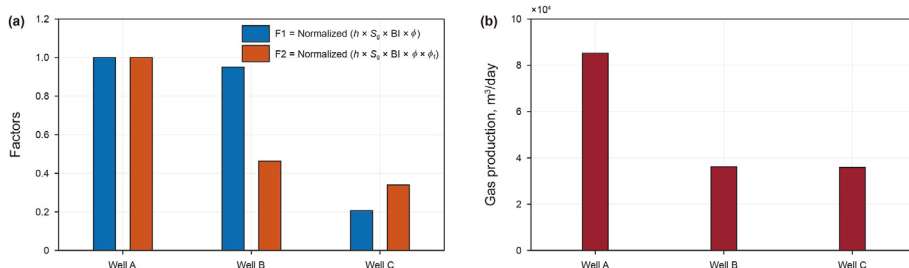 (a)
1.2
1.0
0.8
0.6
0.4
0.2
0
Factors
F1 = Normalized (h × Sg × BI × ϕ)
F2 = Normalized (h × Sg × BI × ϕ × ϕf)
Well A
Well B
Well C
(b)
× 10⁴
10
8
6
4
2
0
Gas production, m³/day
Well A
Well B
Well C